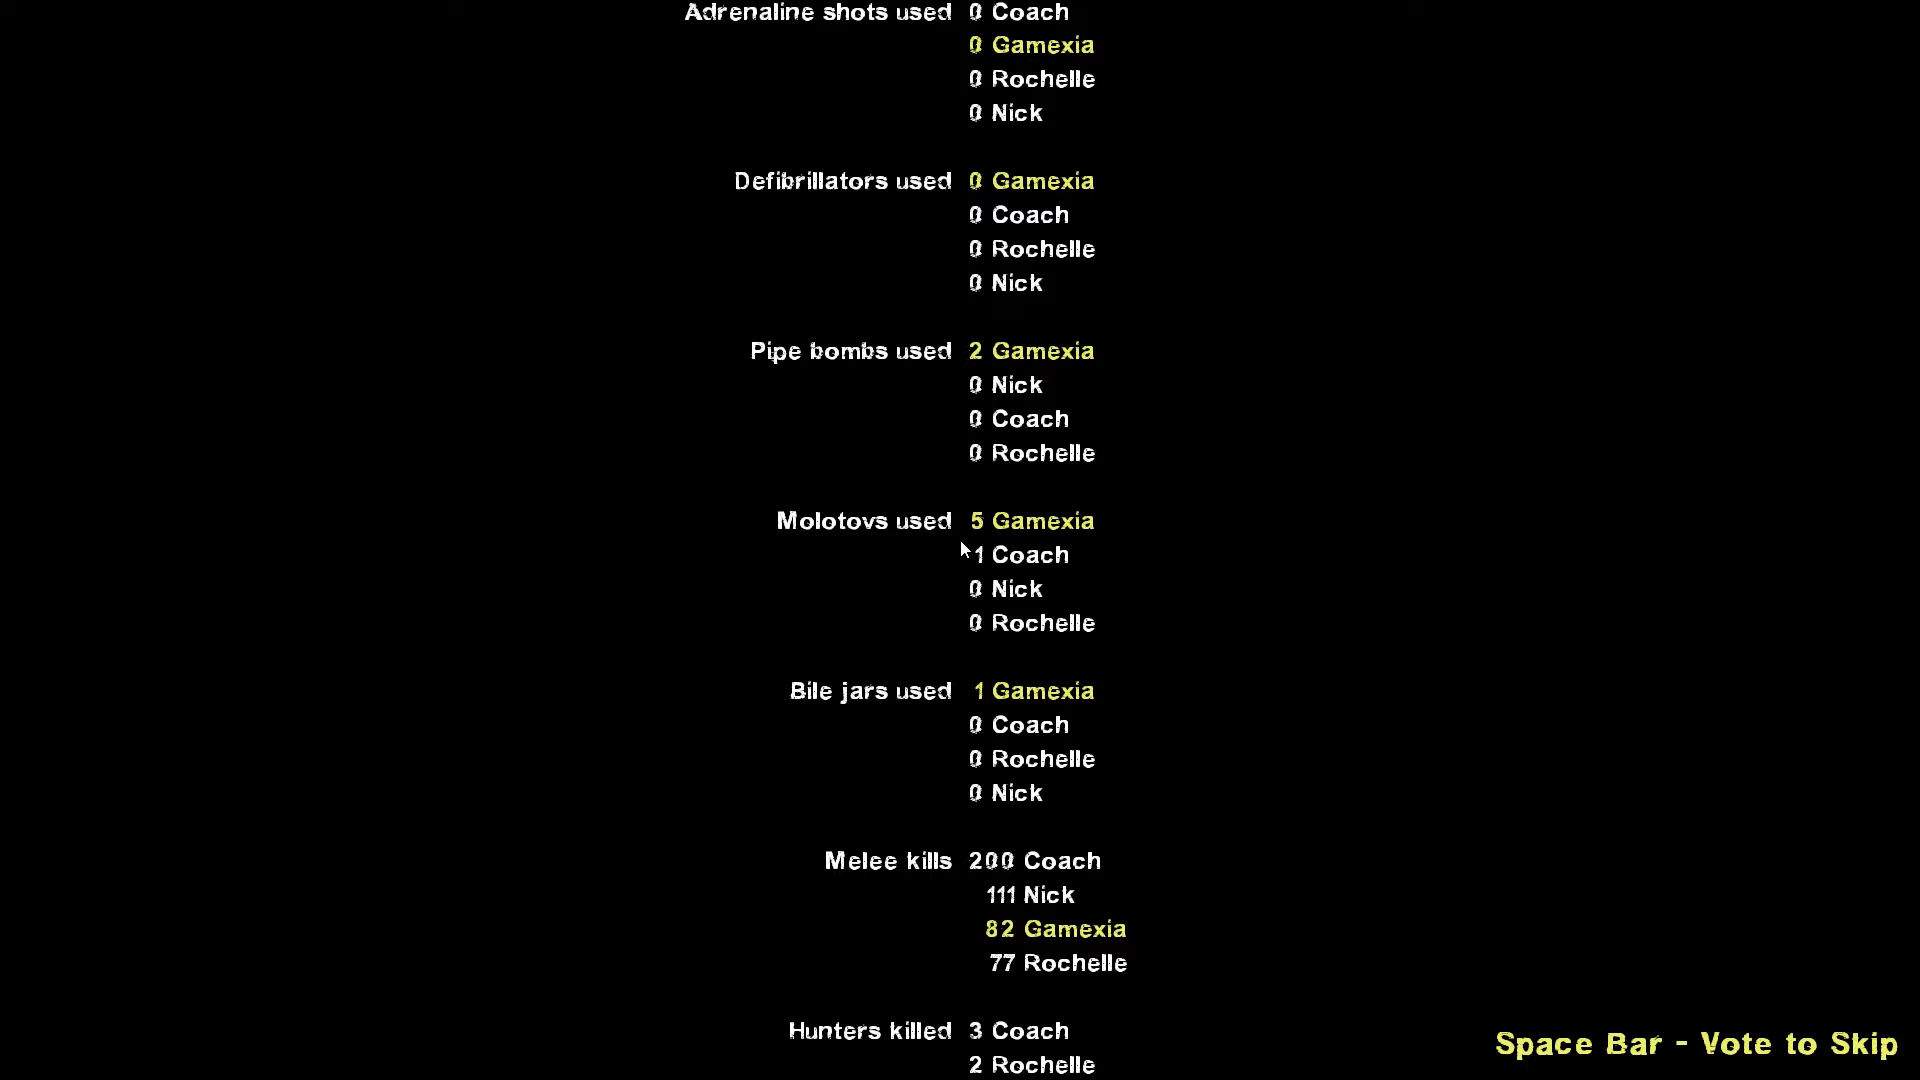 Adrenaline shots used 0 Coach
0 Gamexia
0 Rochelle
0 Nick
Defibrillators used 0 Gamexia
0 Coach
0 Rochelle
0 Nick
Pipe bombs used 2 Gamexia
0 Nick
0 Coach
0 Rochelle
Molotovs used 5 Gamexia
1 Coach
0 Nick
0 Rochelle
Bile jars used 1 Gamexia
0 Coach
0 Rochelle
0 Nick
Melee kills 200 Coach
111 Nick
82 Gamexia
77 Rochelle
Hunters killed 3 Coach
2 Rochelle
Space Bar - Vote to Skip